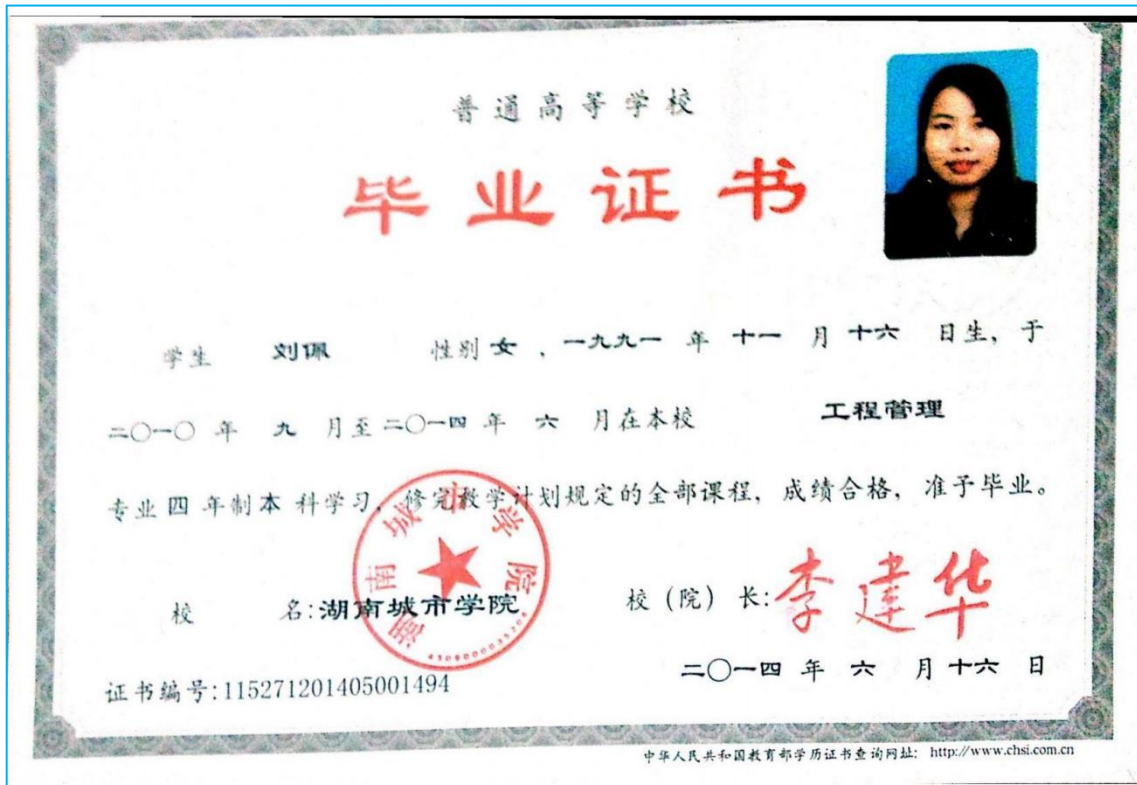 普通高等学校
毕业证书
学生 刘佩 性别 女 ,一九九一 年 十一 月 十六 日生, 于
二〇一〇 年 九 月至 二〇一四 年 六 月在本校 工程管理
专业 四 年制 本 科学习, 修完教学计划规定的全部课程, 成绩合格, 准予毕业。
湖南城市学院
校 名:湖南城市学院 校(院)长:李建华
二〇一四 年 六 月 十六 日
证书编号:115271201405001494
中华人民共和国教育部学历证书查询网址: http://www.chsi.com.cn